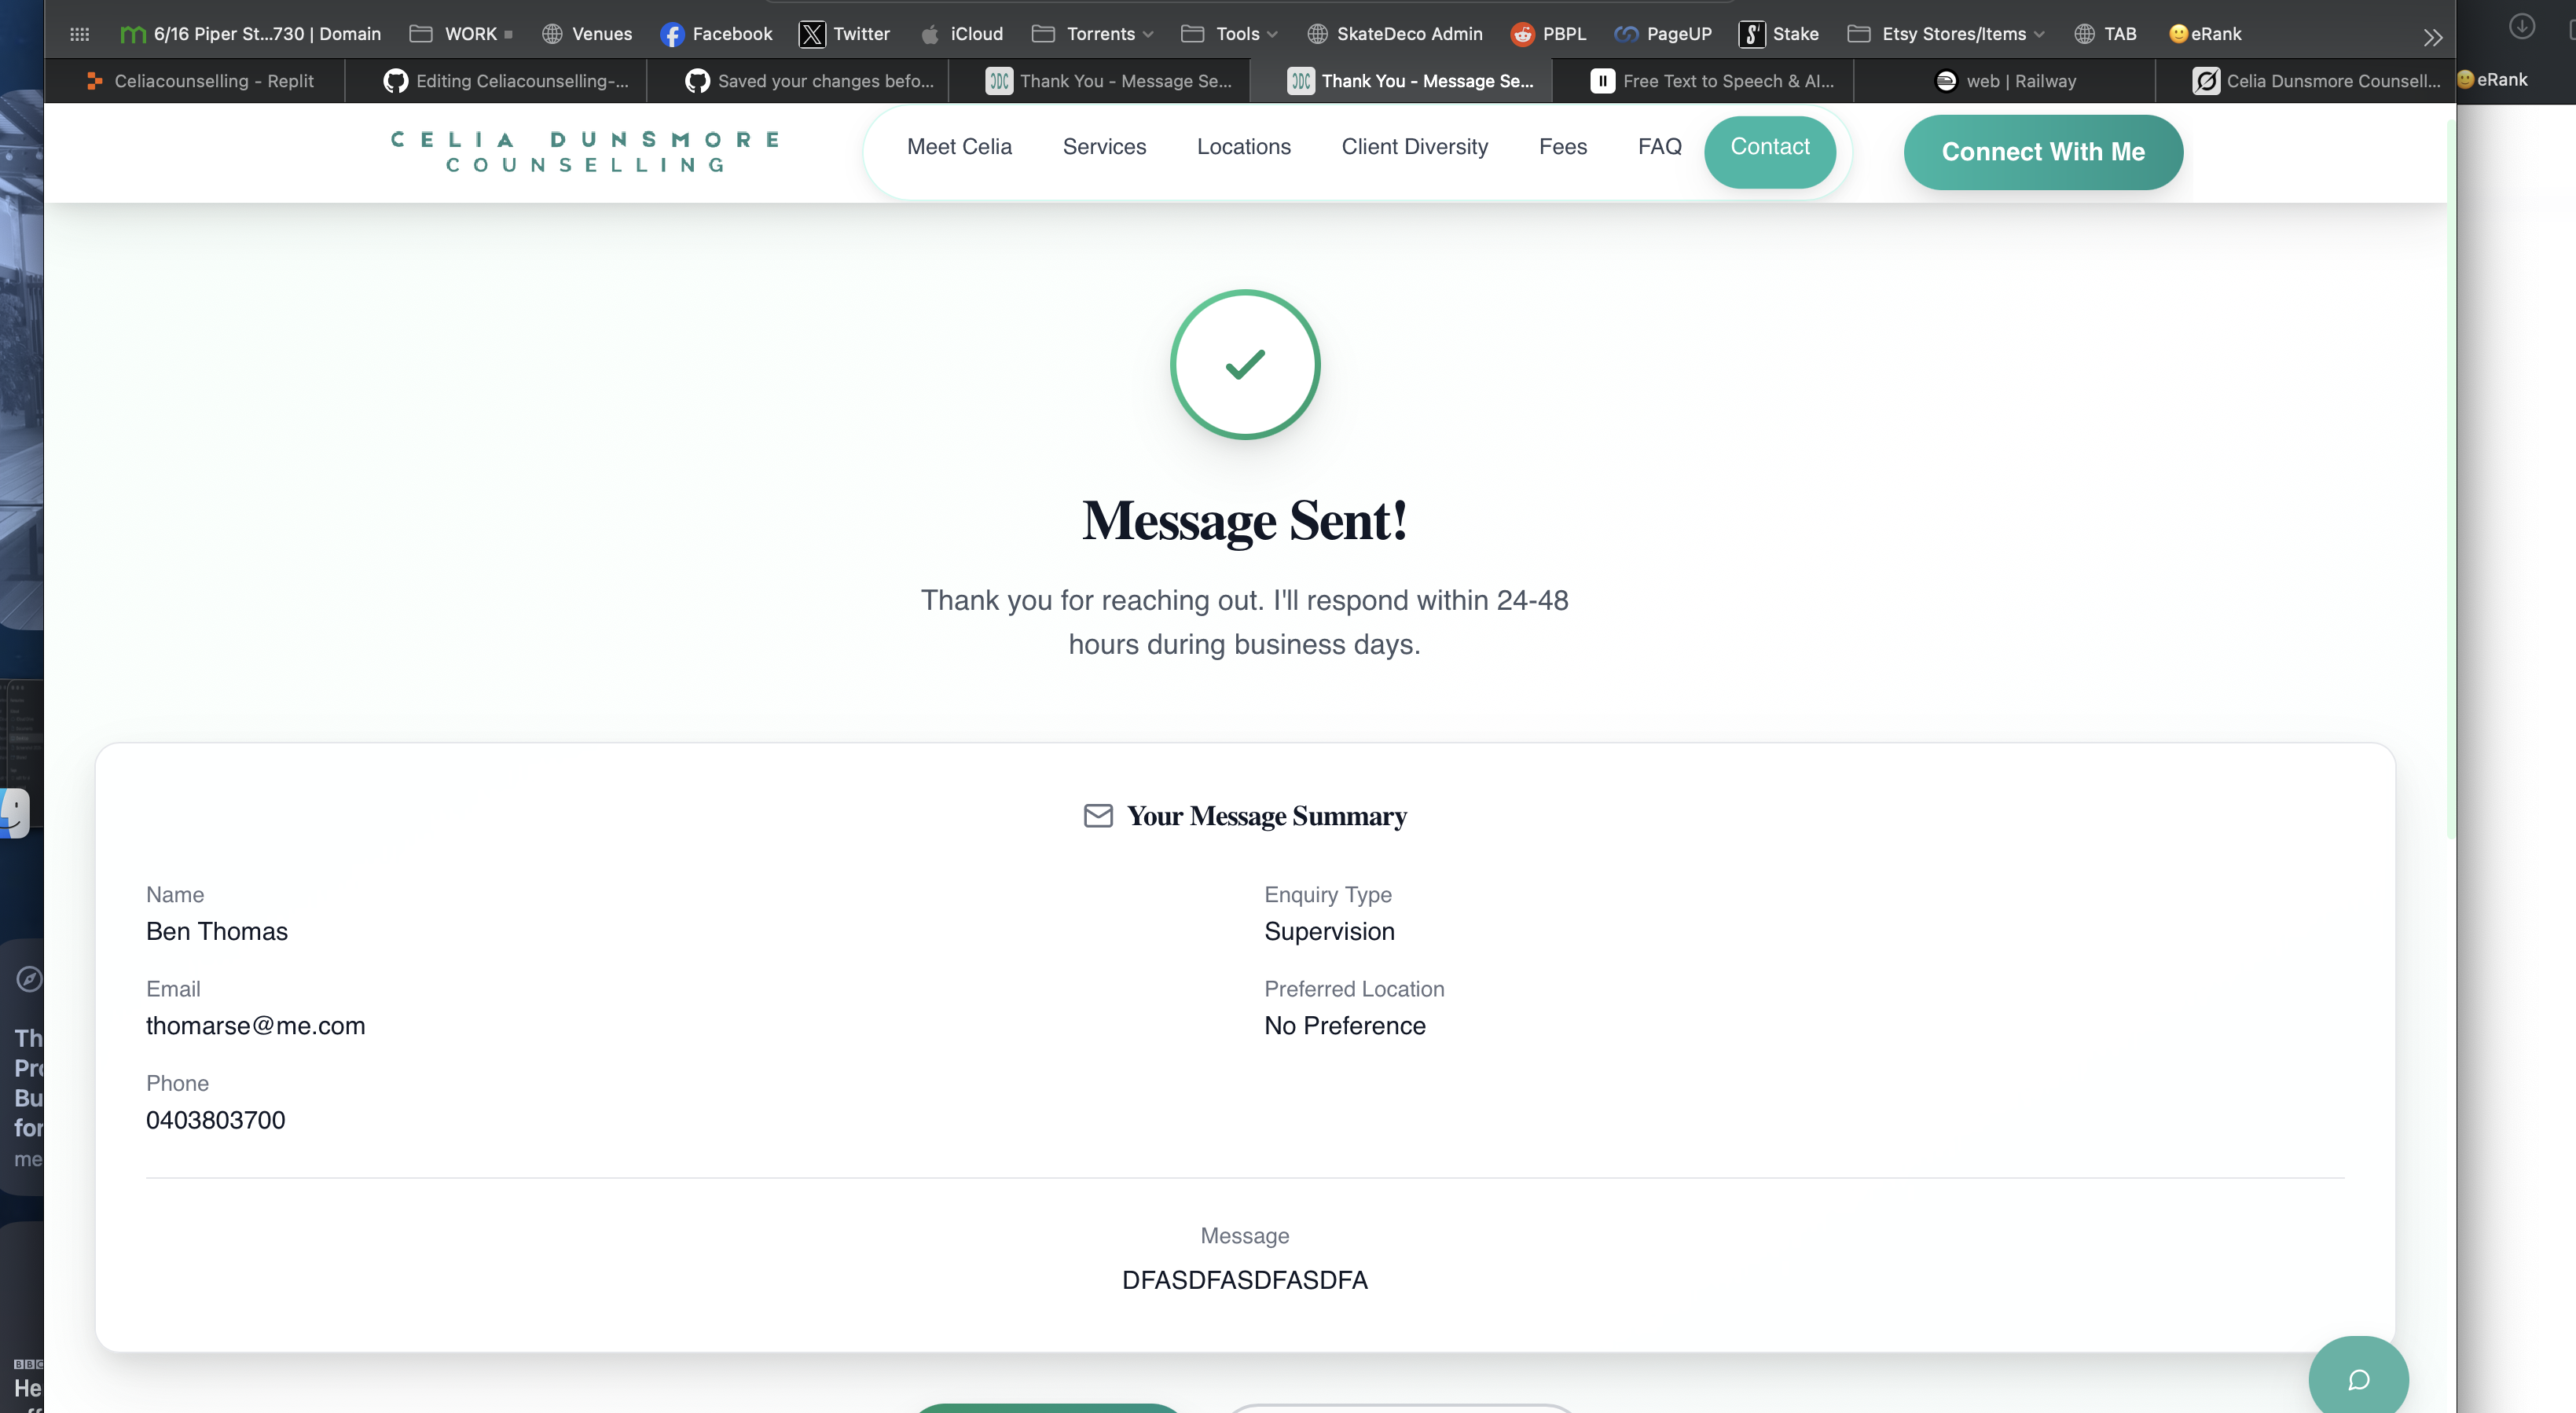 6/16 Piper St...730 | Domain
WORK
Venues
Facebook
Twitter
iCloud
Torrents
Tools
SkateDeco Admin
PBPL
PageUP
Stake
Etsy Stores/Items
TAB
eRank
Celiacounselling - Replit
Editing Celiacounselling-...
Saved your changes befo...
Thank You - Message Se...
Thank You - Message Se...
Free Text to Speech & AI...
web | Railway
Celia Dunsmore Counsell...
eRank
CELIA DUNSMORE
COUNSELLING
Meet Celia
Services
Locations
Client Diversity
Fees
FAQ
Contact
Connect With Me
Message Sent!
Thank you for reaching out. I'll respond within 24-48
hours during business days.
Your Message Summary
Name
Ben Thomas
Enquiry Type
Supervision
Email
thomarse@me.com
Preferred Location
No Preference
Phone
0403803700
Message
DFASDFASDFASDFA
Th
Pro
Bu
for
me
BBC
He